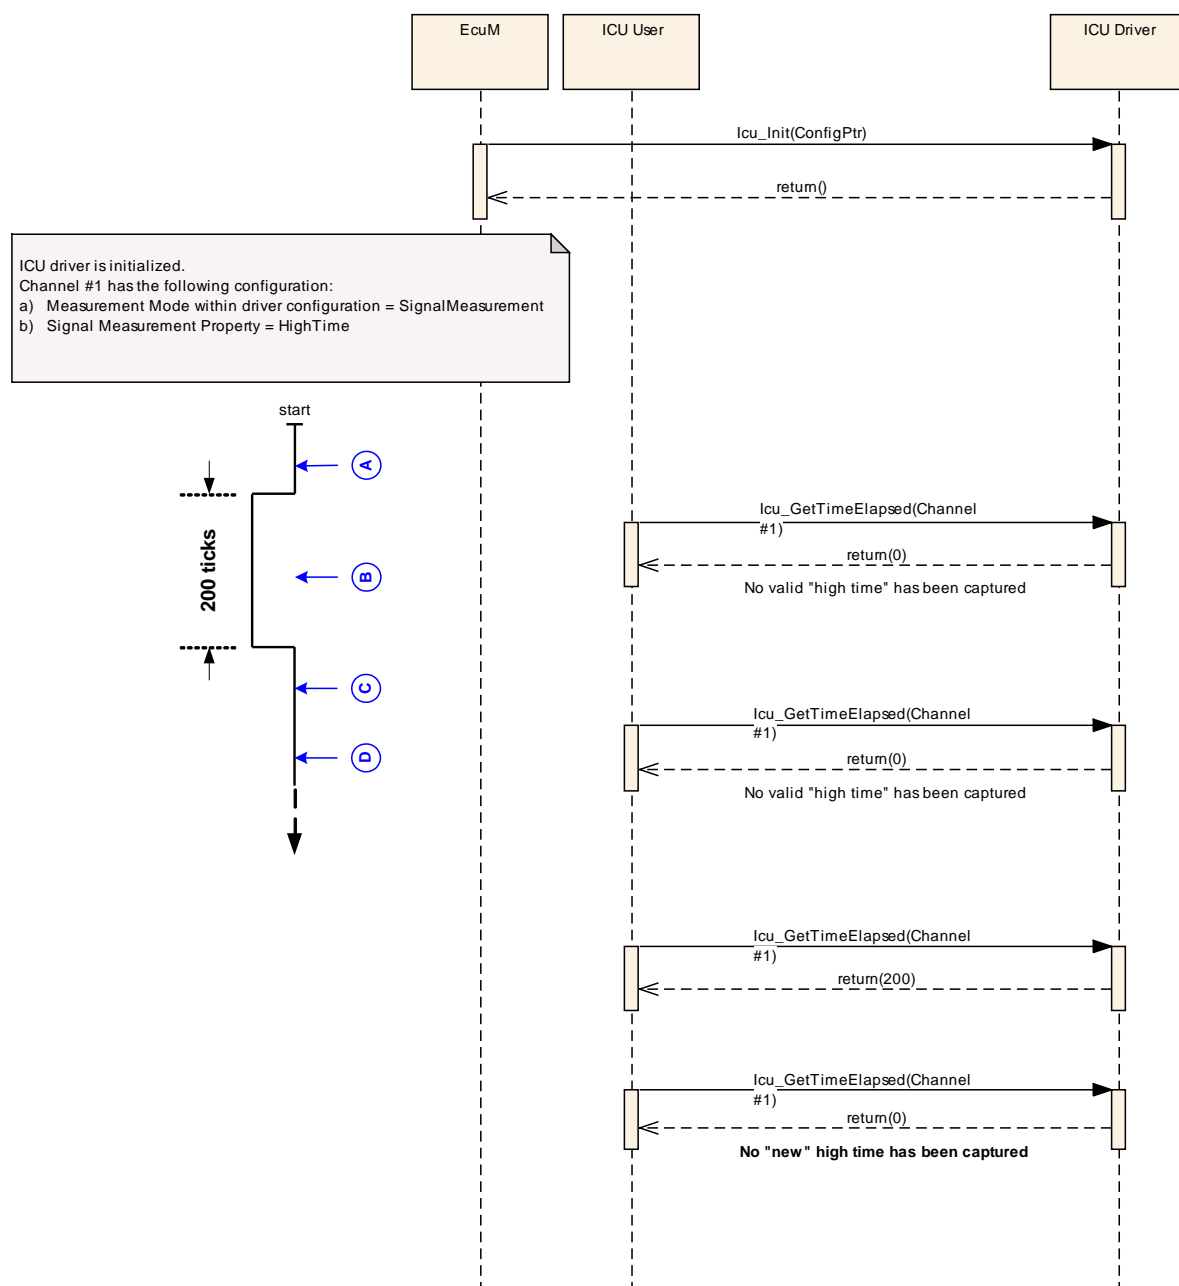 EcuM
ICU User
ICU Driver
Icu_Init(ConfigPtr)
return()
ICU driver is initialized.
Channel #1 has the following configuration:
a) Measurement Mode within driver configuration = SignalMeasurement
b) Signal Measurement Property = HighTime
start
A
200 ticks
B
C
D
Icu_GetTimeElapsed(Channel
#1)
return(0)
No valid "high time" has been captured
Icu_GetTimeElapsed(Channel
#1)
return(0)
No valid "high time" has been captured
Icu_GetTimeElapsed(Channel
#1)
return(200)
Icu_GetTimeElapsed(Channel
#1)
return(0)
No "new" high time has been captured